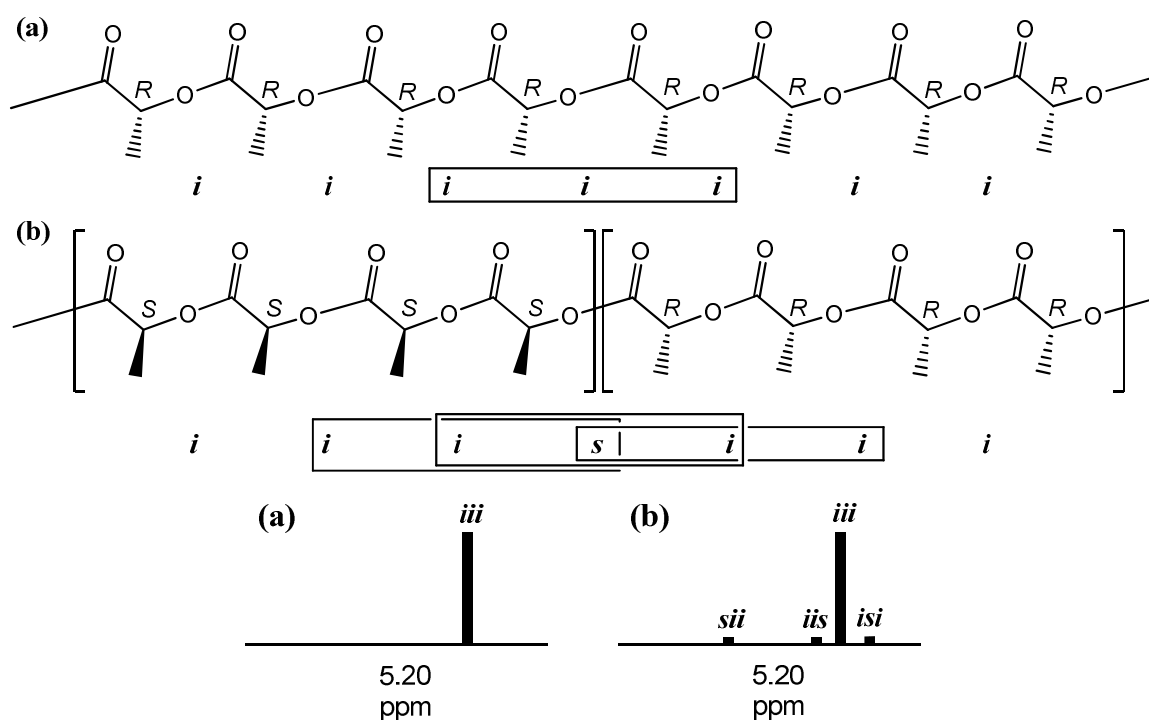 (a)
O O O O O O O O
R R R R R R R R
O O O O O O O O
i i i i i i i
(b)
O O O O O O O O
S S S S R R R R
O O O O O O O O
i i i s i i i
(a) (b)
iii iii
sii iis isi
5.20 5.20
ppm ppm